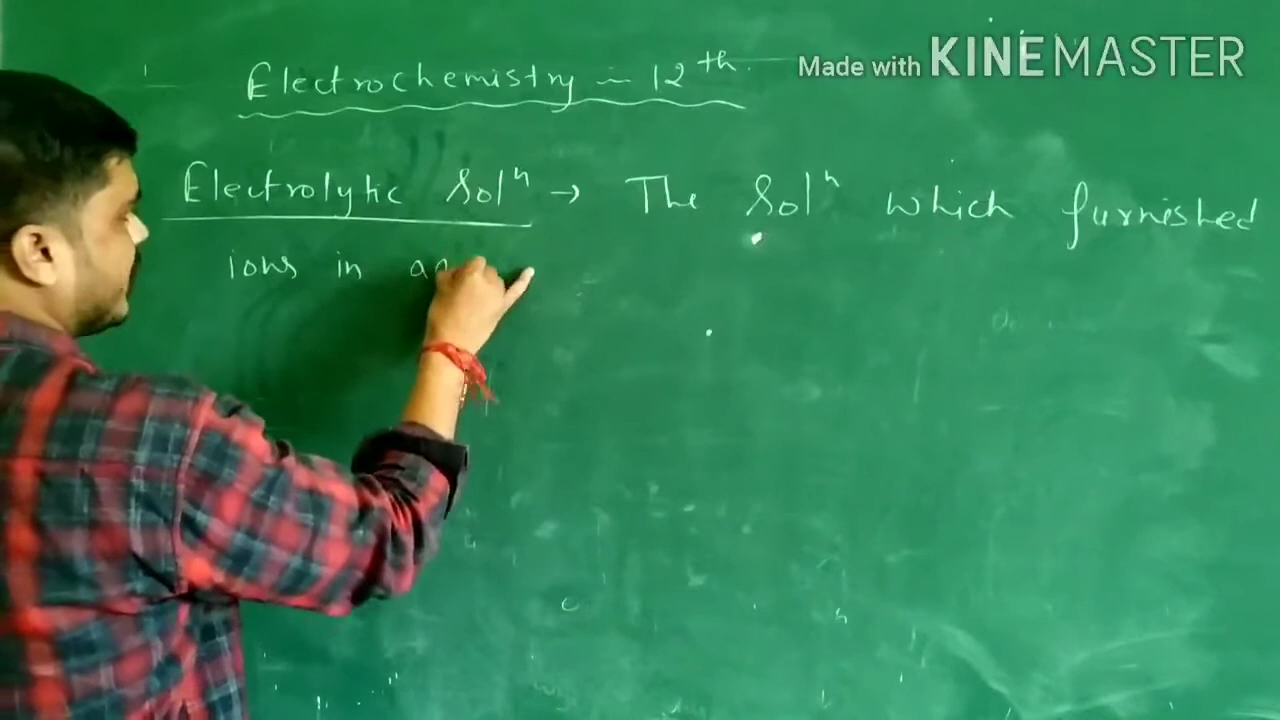 Made with KINEMASTER
Electrochemistry - 12th.
Electrolytic Solⁿ → The Solⁿ which furnished
ions in